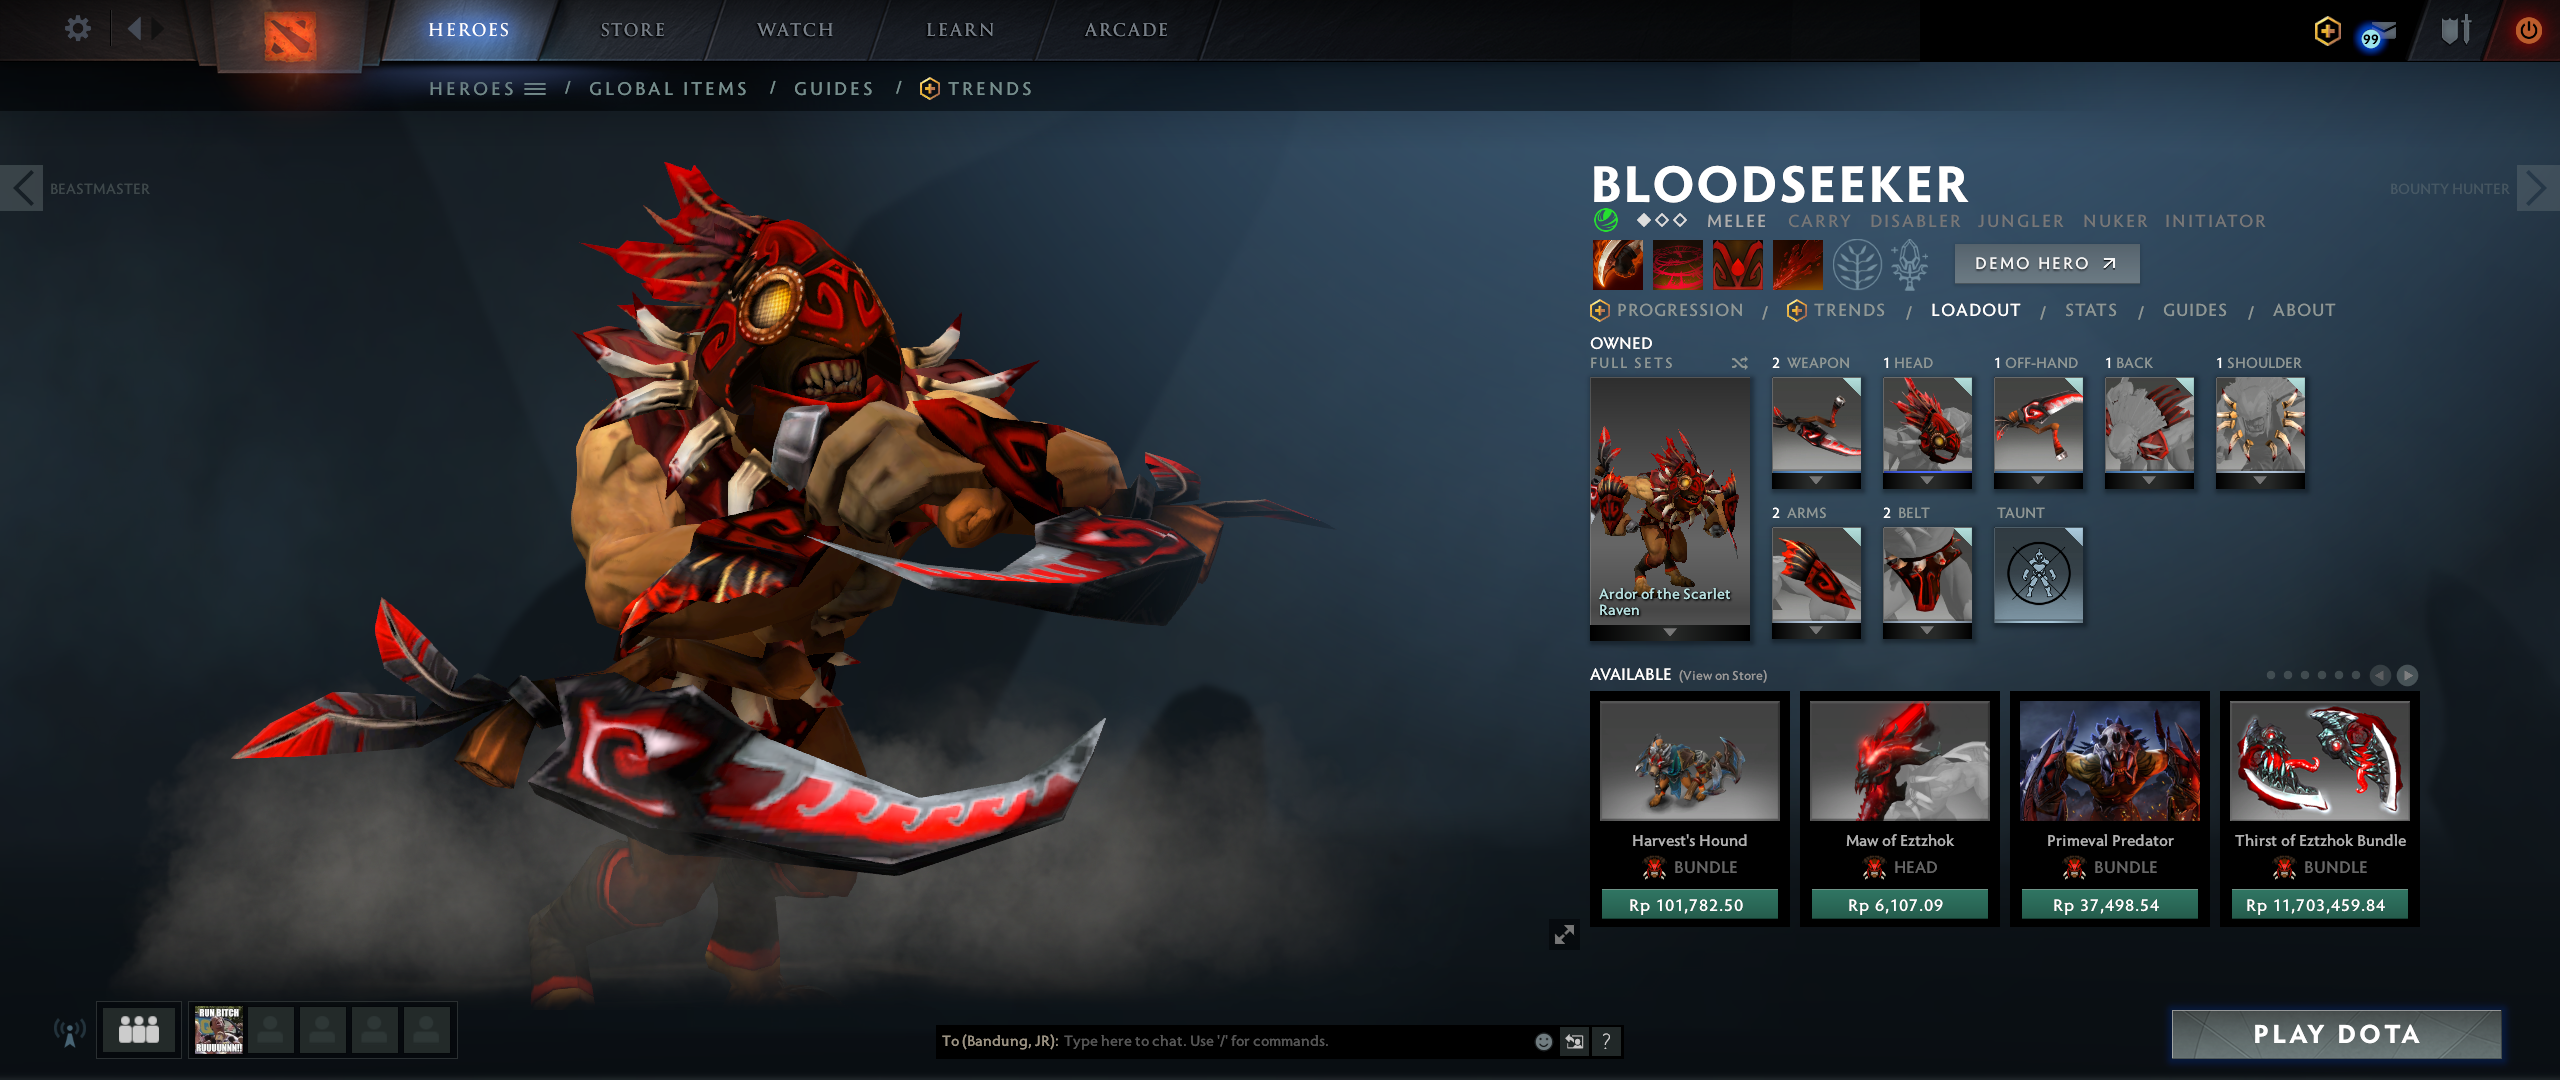 HEROES
STORE
WATCH
LEARN
ARCADE
99
HEROES / GLOBAL ITEMS / GUIDES / TRENDS
BEASTMASTER
BOUNTY HUNTER
BLOODSEEKER
MELEE CARRY DISABLER JUNGLER NUKER INITIATOR
DEMO HERO
PROGRESSION / TRENDS / LOADOUT / STATS / GUIDES / ABOUT
OWNED
FULL SETS
2 WEAPON
1 HEAD
1 OFF-HAND
1 BACK
1 SHOULDER
Ardor of the Scarlet
Raven
2 ARMS
2 BELT
TAUNT
AVAILABLE (View on Store)
Harvest's Hound
BUNDLE
Rp 101,782.50
Maw of Eztzhok
HEAD
Rp 6,107.09
Primeval Predator
BUNDLE
Rp 37,498.54
Thirst of Eztzhok Bundle
BUNDLE
Rp 11,703,459.84
RUN BITCH
RUUUUNNN!!
To (Bandung, JR): Type here to chat. Use '/' for commands.
?
PLAY DOTA